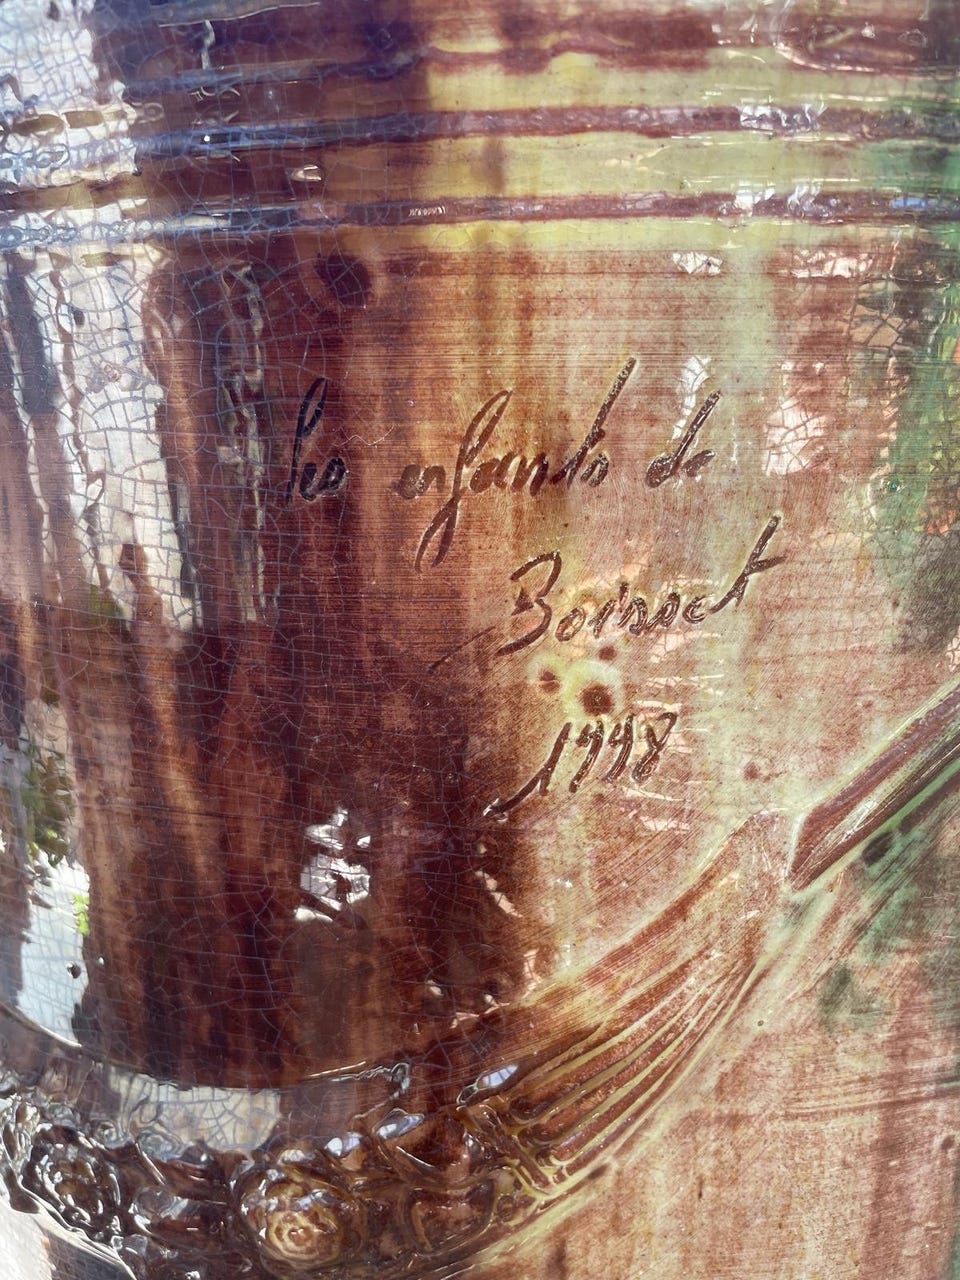 les enfants de
Boisset
1998